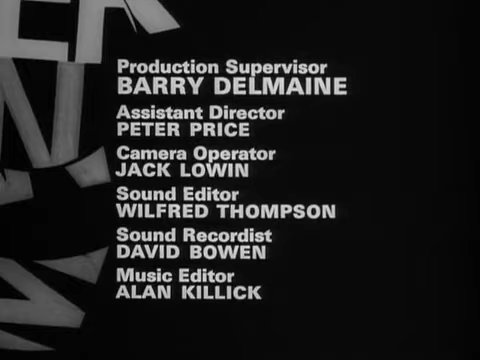 Production Supervisor
BARRY DELMAINE
Assistant Director
PETER PRICE
Camera Operator
JACK LOWIN
Sound Editor
WILFRED THOMPSON
Sound Recordist
DAVID BOWEN
Music Editor
ALAN KILLICK